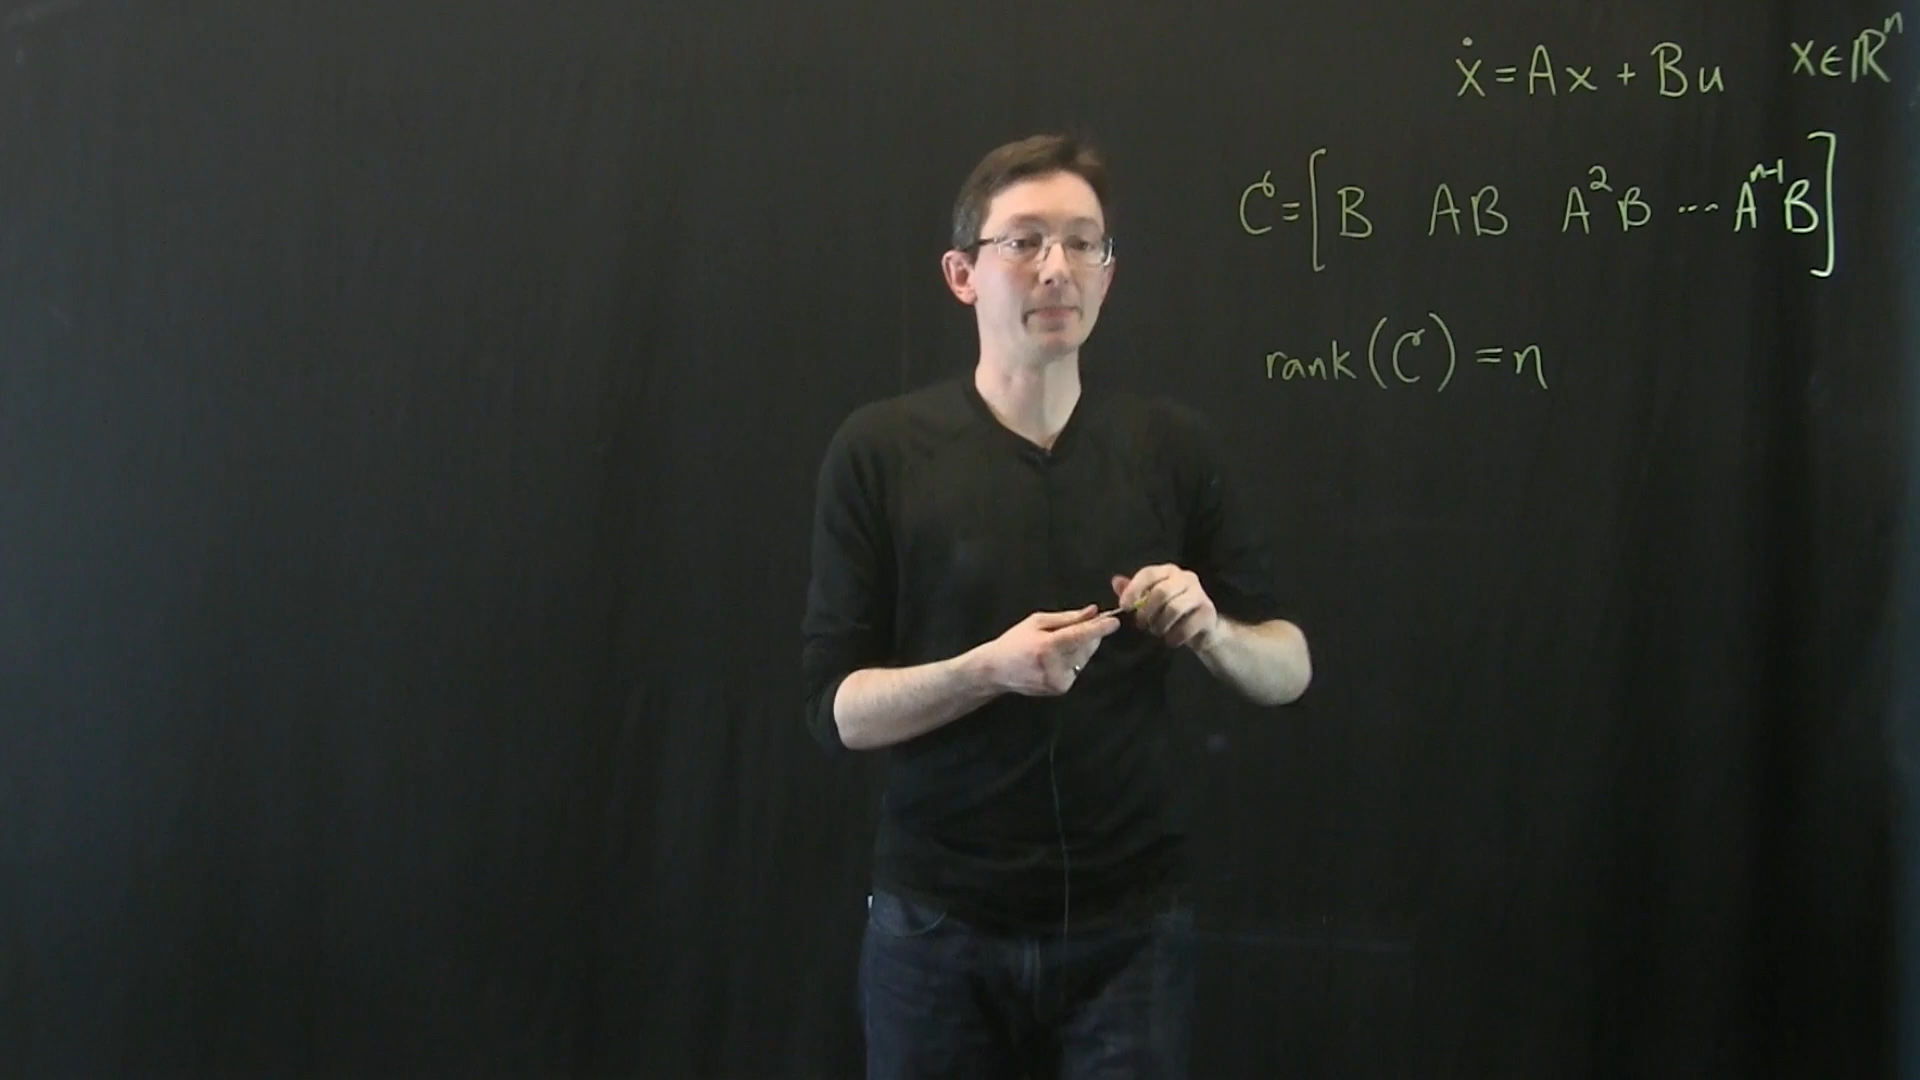 ẋ = Ax + Bu x ∈ ℝⁿ
𝒞 = [B AB A²B ... Aⁿ⁻¹B]
rank(𝒞) = n